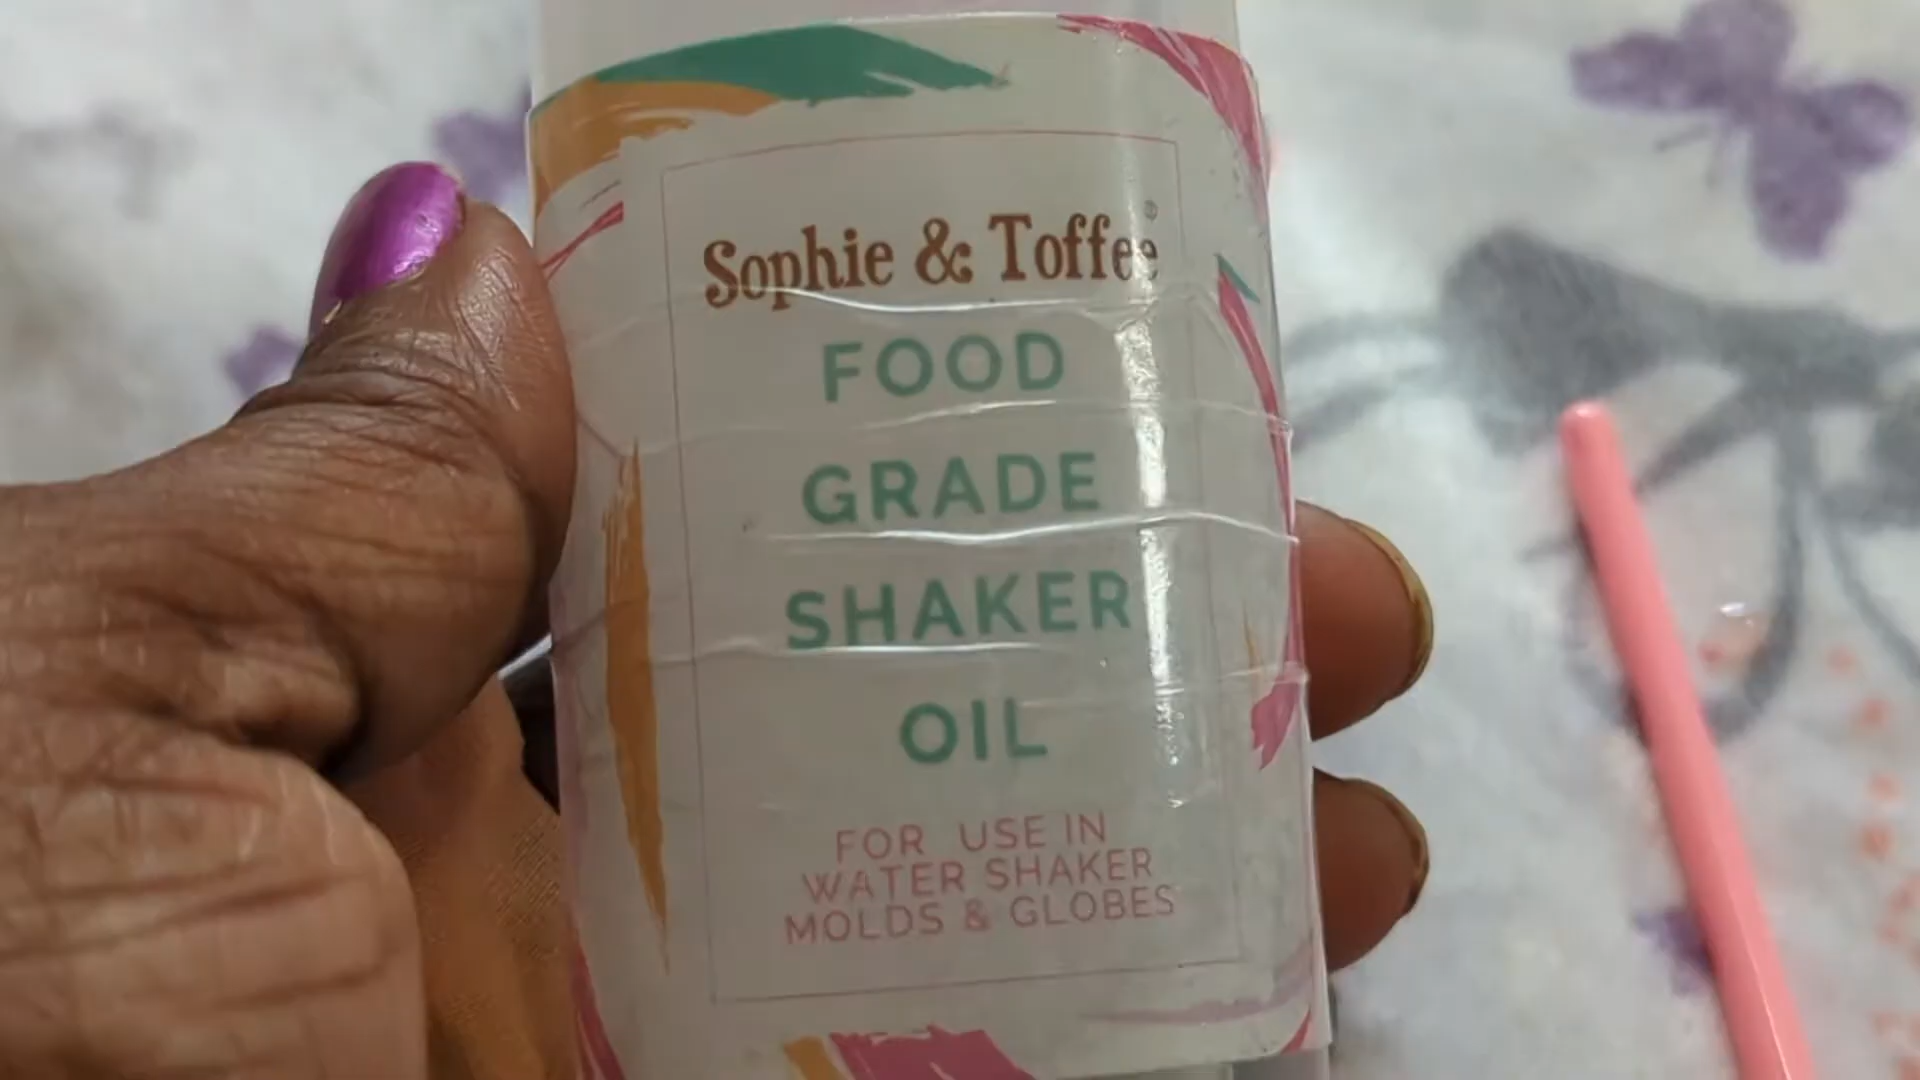 Sophie & Toffee®
FOOD
GRADE
SHAKER
OIL
FOR USE IN
WATER SHAKER
MOLDS & GLOBES